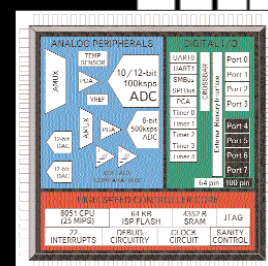 ANALOG PERIPHERALS
TEMP
SENSOR
AMUX
PGA
VREF
10/12-bit
100ksps
ADC
AMUX
PGA
8-bit
500ksps
ADC
12-bit
DAC
12-bit
DAC
DIGITAL I/O
UART0
UART1
SMBus
SPI Bus
PCA
Timer 0
Timer 1
Timer 2
Timer 3
Timer 4
CROSSBAR
External Memory Interface
Port 0
Port 1
Port 2
Port 3
Port 4
Port 5
Port 6
Port 7
64 pin
100 pin
HIGH SPEED CONTROLLER CORE
8051 CPU
(25 MIPS)
64 KB
ISP FLASH
4352 B
SRAM
JTAG
22
INTERRUPTS
DEBUG
CIRCUITRY
CLOCK
CIRCUIT
SANITY
CONTROL